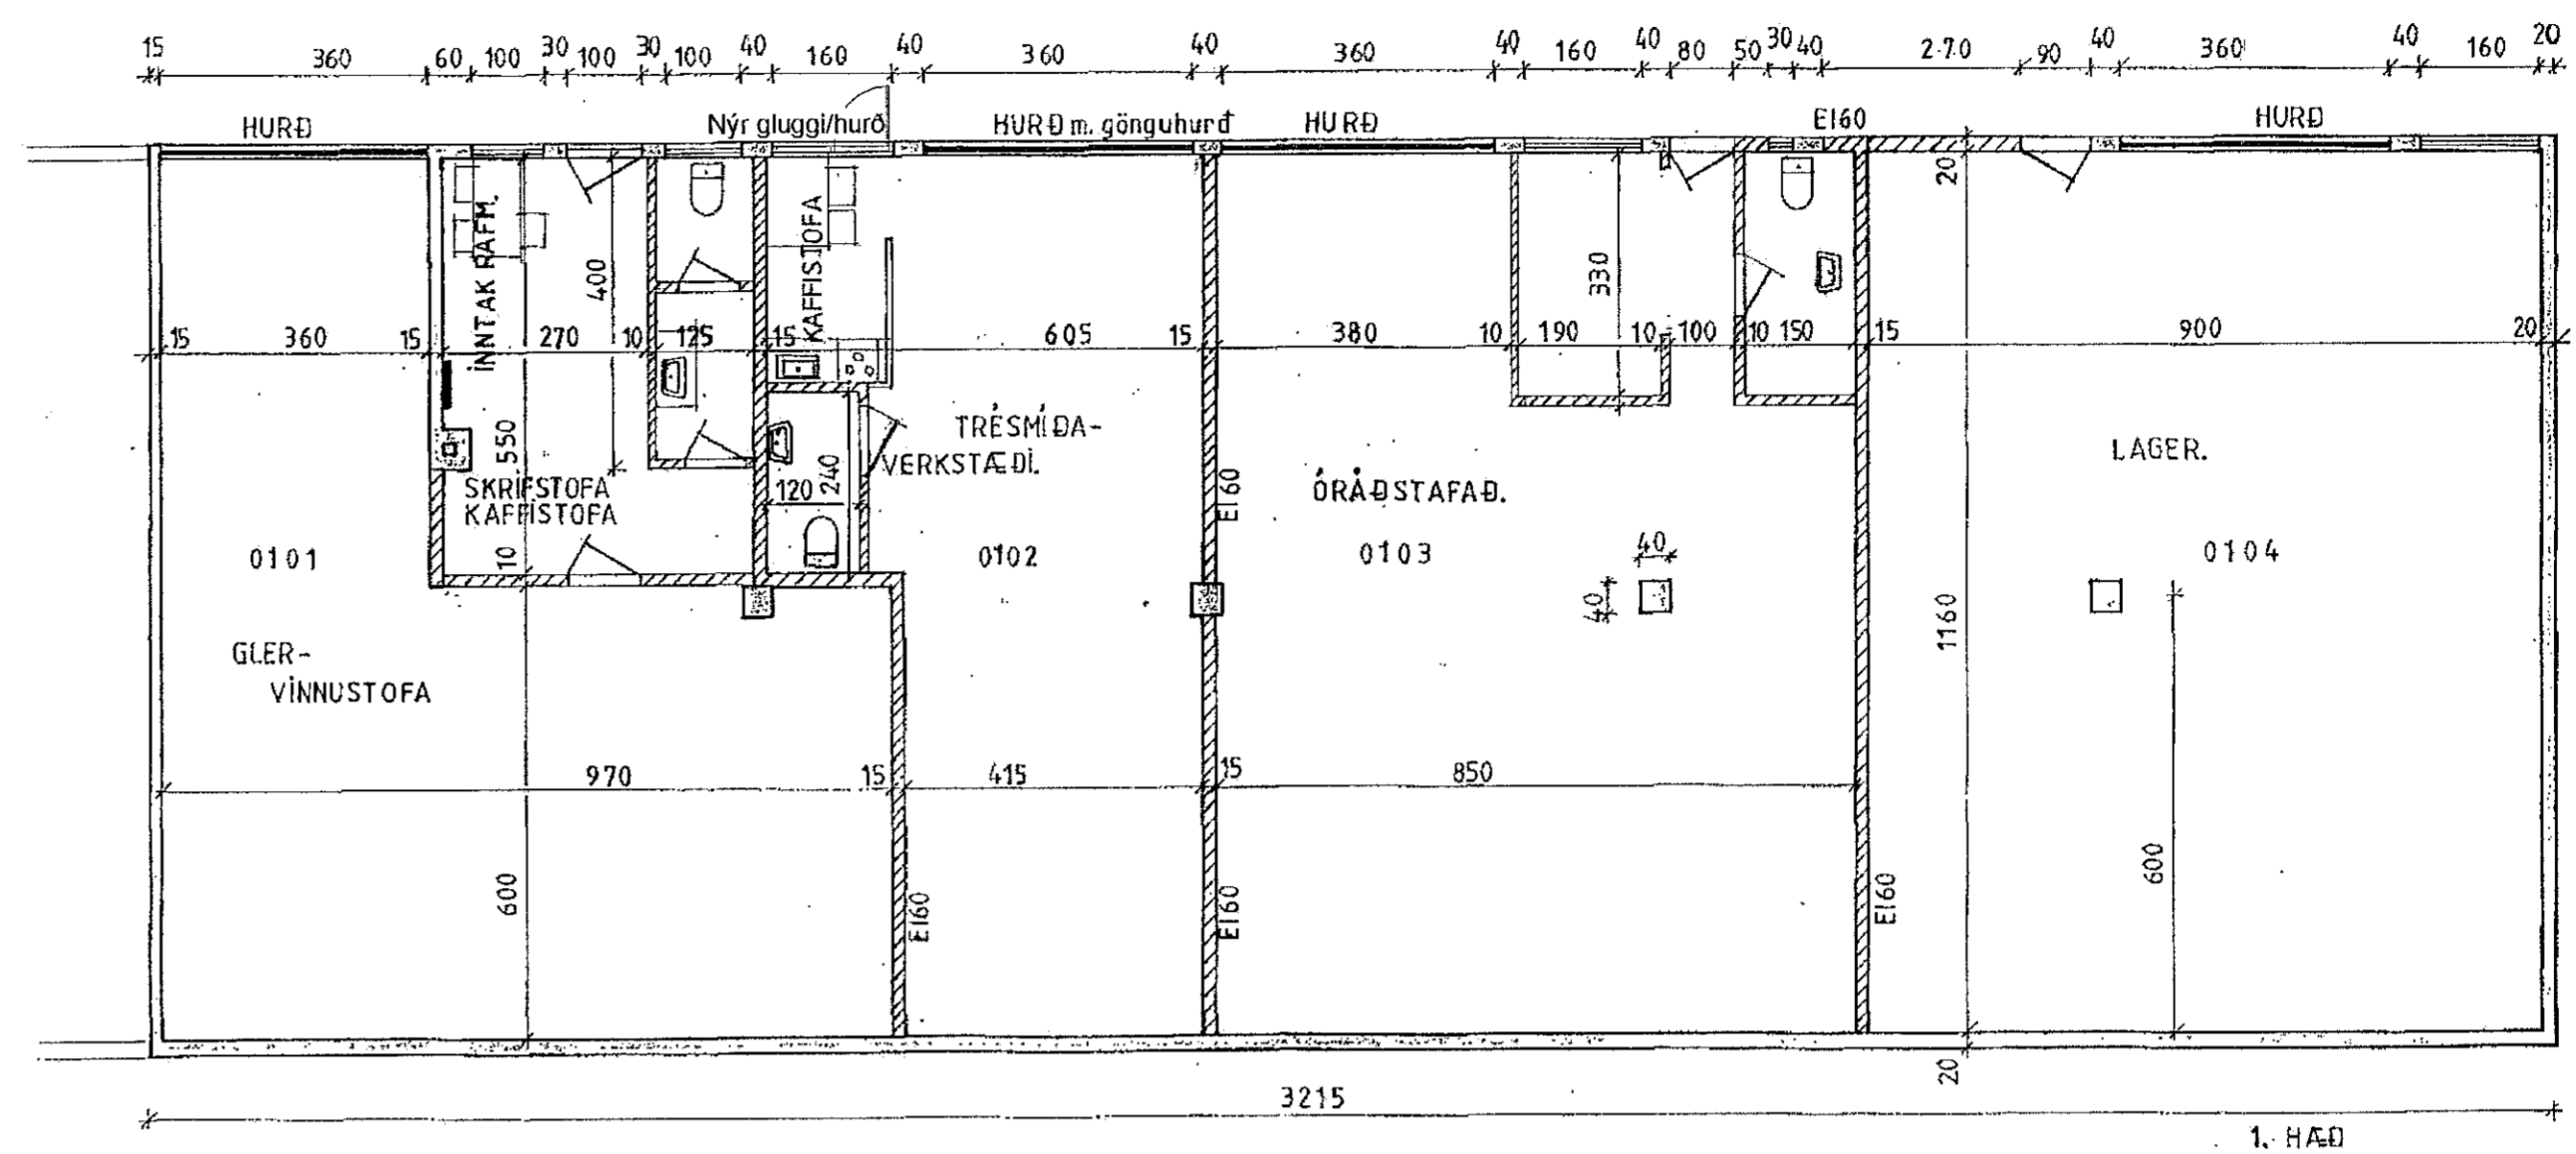 15 360 60 100 30 100 30 100 40 160 40 360 40 360 40 160 40 80 50 30 40 2·70 90 40 360 40 160 20
HURÐ Nýr gluggi/hurð HURÐ m. gönguhurð HURÐ EI60 HURÐ
INNTAK RAFM.
400
KAFFISTOFA
330
20
15 360 15 270 10 125 15 605 15 380 10 190 10 100 10 150 15 900 20
550
SKRIFSTOFA
KAFFISTOFA
10
120 240
TRÉSMÍÐA-
VERKSTÆÐI.
EI60
ÓRÁÐSTAFAÐ.
LAGER.
0101 0102 0103 0104
40
40
1160
GLER-
VINNUSTOFA
970 15 415 15 850
600
EI60
EI60
EI60
600
20
3215
1. HÆÐ